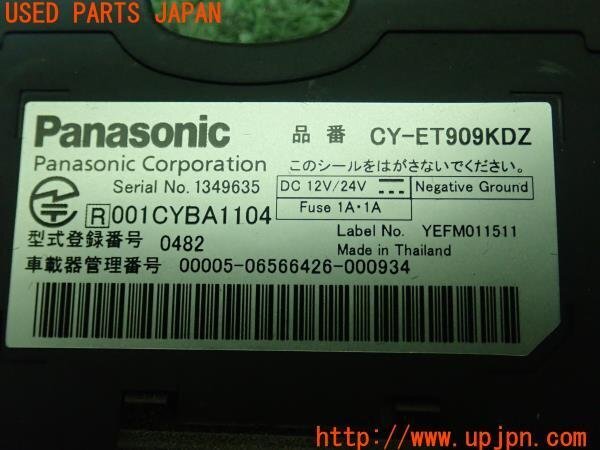 USED PARTS JAPAN
Panasonic
品番 CY-ET909KDZ
Panasonic Corporation
このシールをはがさないでください。
Serial No. 1349635
DC 12V/24V
Negative Ground
Fuse 1A・1A
R 001CYBA1104
Label No. YEFM011511
型式登録番号 0482
Made in Thailand
車載器管理番号 00005-06566426-000934
UPJ
http://www.upjpn.com/